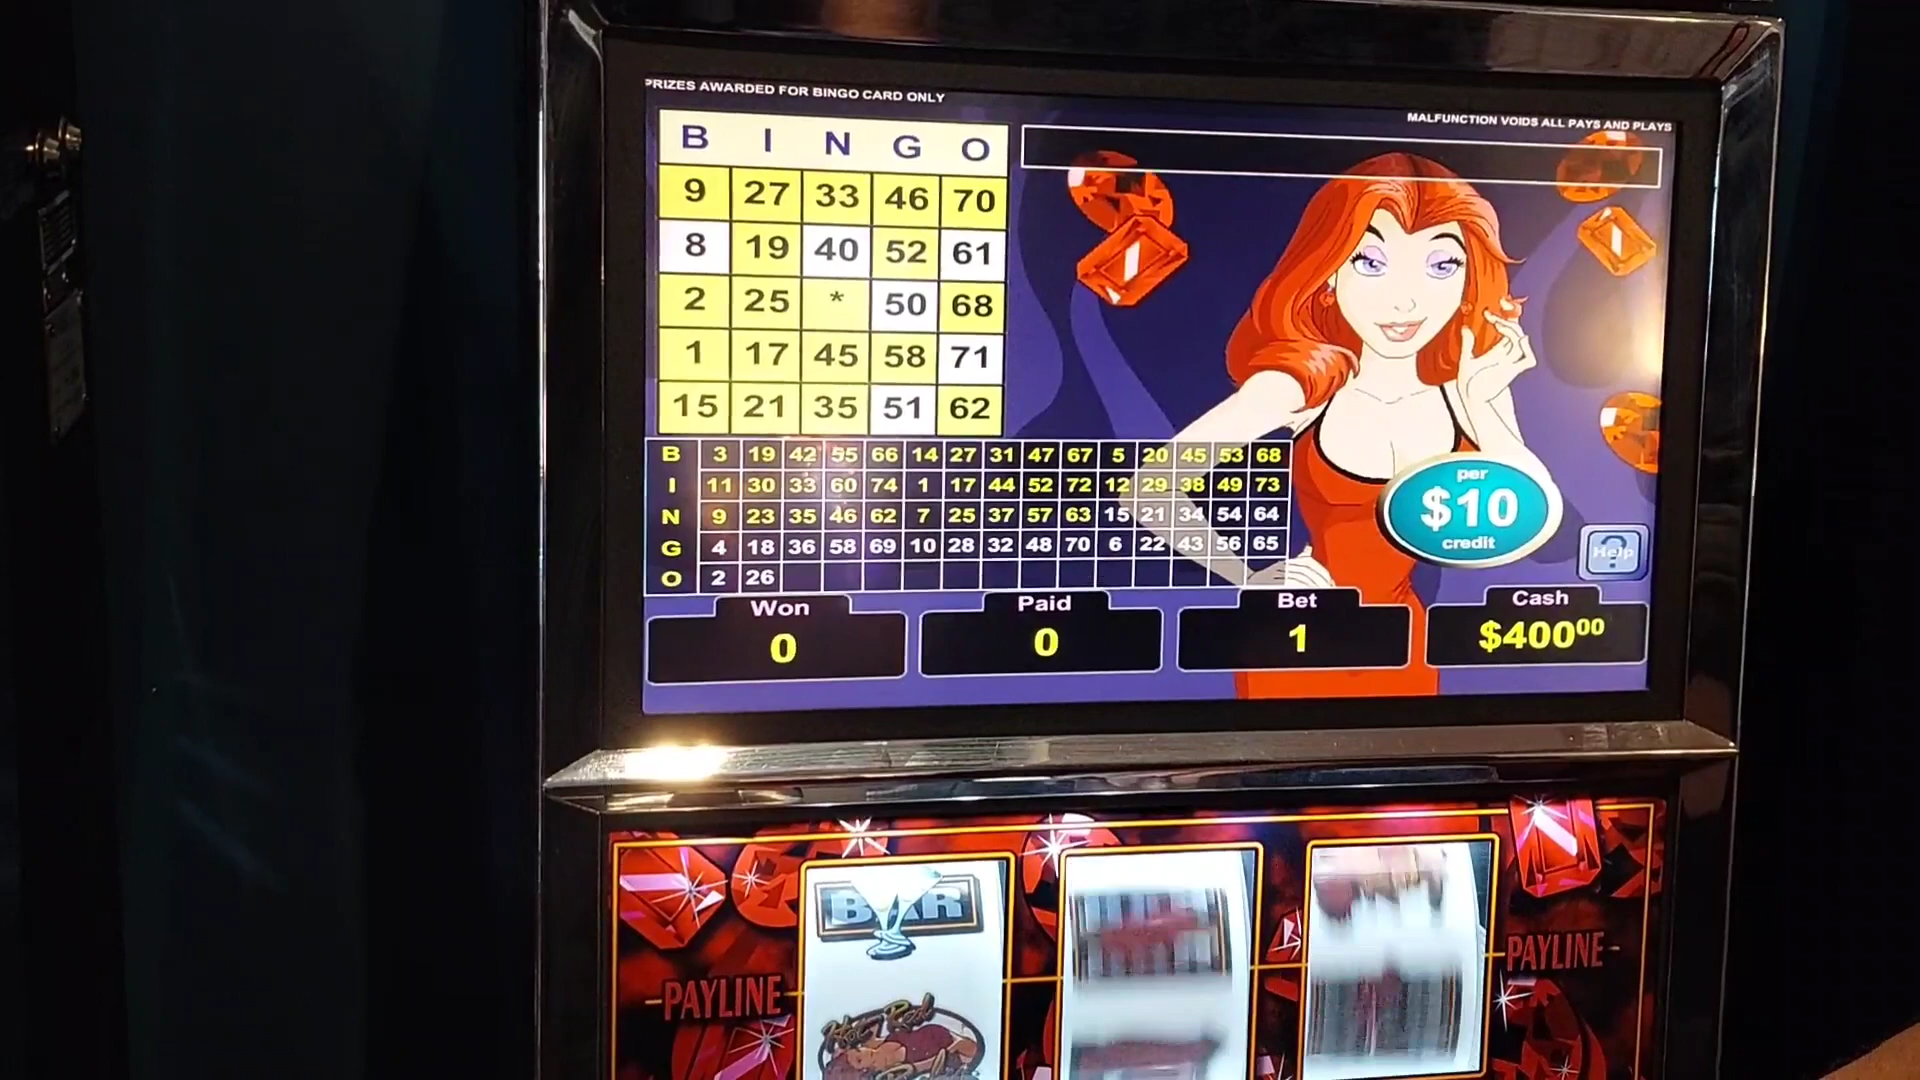 PRIZES AWARDED FOR BINGO CARD ONLY
MALFUNCTION VOIDS ALL PAYS AND PLAYS
B I N G O
9 27 33 46 70
8 19 40 52 61
2 25 * 50 68
1 17 45 58 71
15 21 35 51 62
B 3 19 42 55 66 14 27 31 47 67 5 20 45 53 68
I 11 30 33 60 74 1 17 44 52 72 12 29 38 49 73
N 9 23 35 46 62 7 25 37 57 63 15 21 34 54 64
G 4 18 36 58 69 10 28 32 48 70 6 22 43 56 65
O 2 26
per
$10
credit
Help
?
Won Paid Bet Cash
0 0 1 $400⁰⁰
BAR
PAYLINE
PAYLINE
Hot Red